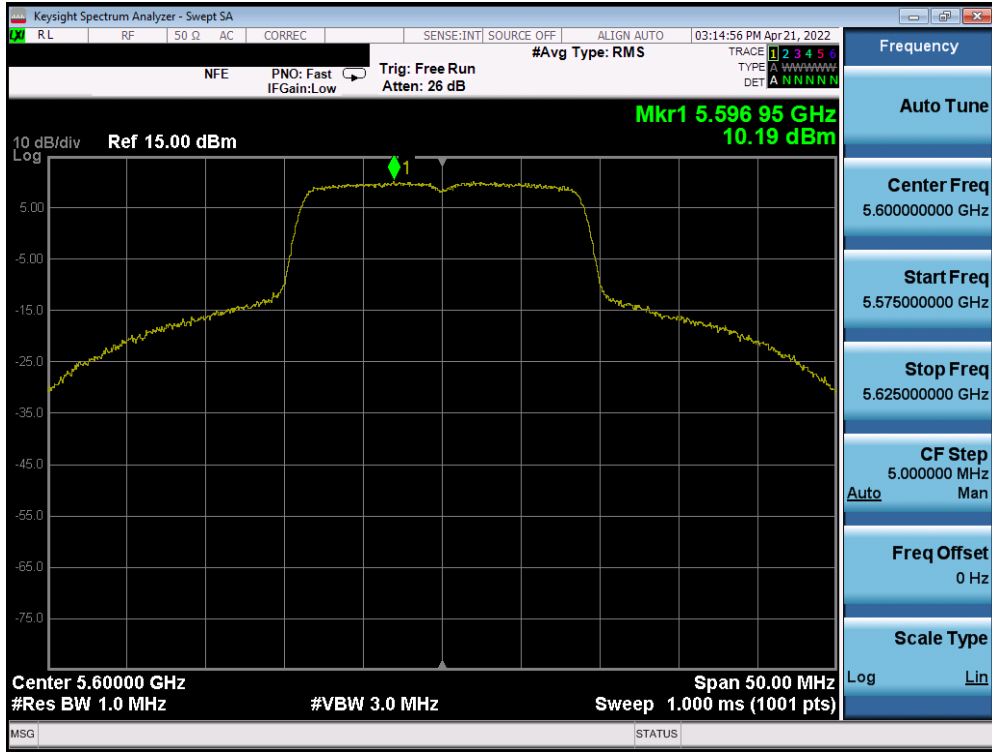 Keysight Spectrum Analyzer - Swept SA
LXI RL RF 50 Ω AC CORREC SENSE:INT SOURCE OFF ALIGN AUTO 03:14:56 PM Apr 21, 2022
#Avg Type: RMS
TRACE 1 2 3 4 5 6
TYPE A WWWWW
DET A N N N N N
NFE
PNO: Fast
IFGain:Low
Trig: Free Run
Atten: 26 dB
Mkr1 5.596 95 GHz
10.19 dBm
10 dB/div Ref 15.00 dBm
Log
1
5.00
-5.00
-15.0
-25.0
-35.0
-45.0
-55.0
-65.0
-75.0
Center 5.60000 GHz Span 50.00 MHz
#Res BW 1.0 MHz #VBW 3.0 MHz Sweep 1.000 ms (1001 pts)
MSG STATUS
Frequency
Auto Tune
Center Freq
5.600000000 GHz
Start Freq
5.575000000 GHz
Stop Freq
5.625000000 GHz
CF Step
5.000000 MHz
Auto Man
Freq Offset
0 Hz
Scale Type
Log Lin